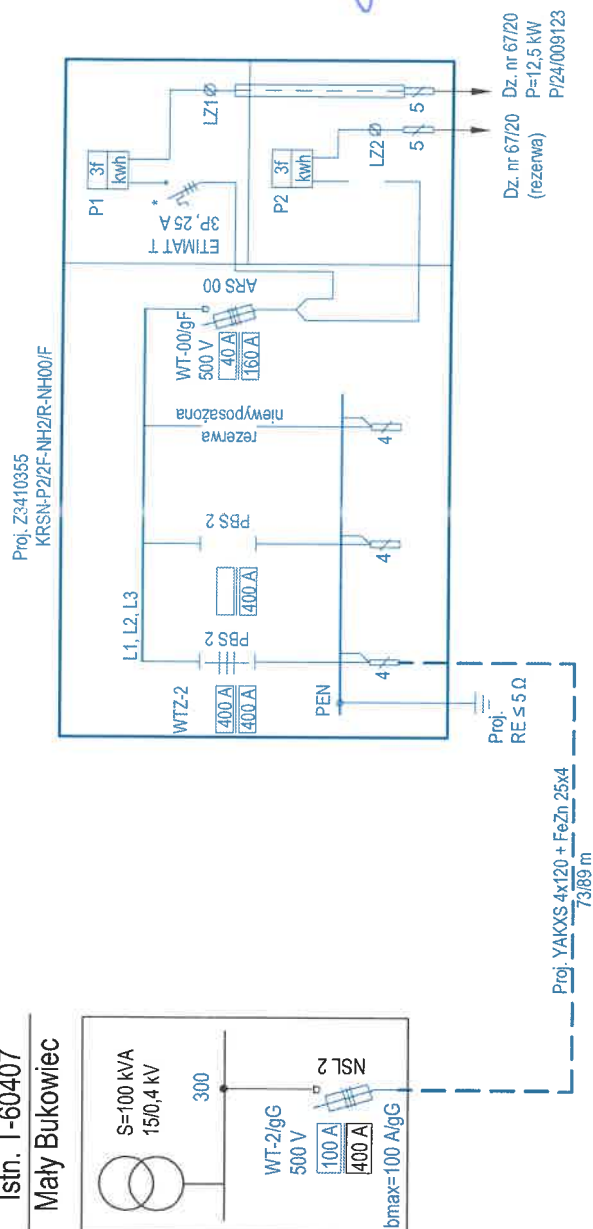 Istn. T-60407
Mały Bukowiec
S=100 kVA
15/0,4 kV
300
WT-2/gG
500 V
100 A
400 A
NSL 2
bmax=100 A/gG
Proj. YAKXS 4x120 + FeZn 25x4
73/89 m
Proj. Z3410355
KRSN-P2/2F-NH2/R-NH00/F
L1, L2, L3
WTZ-2
400 A
400 A
PBS 2
400 A
PBS 2
rezerwa
niewyposażona
WT-00/gF
500 V
40 A
160 A
ARS 00
PEN
4
4
4
Proj.
RE ≤ 5 Ω
P1
3f
kwh
*
ETIMAT T
3P, 25 A
LZ1
5
P2
3f
kwh
LZ2
5
Dz. nr 67/20
(rezerwa)
Dz. nr 67/20
P=12,5 kW
P/24/009123